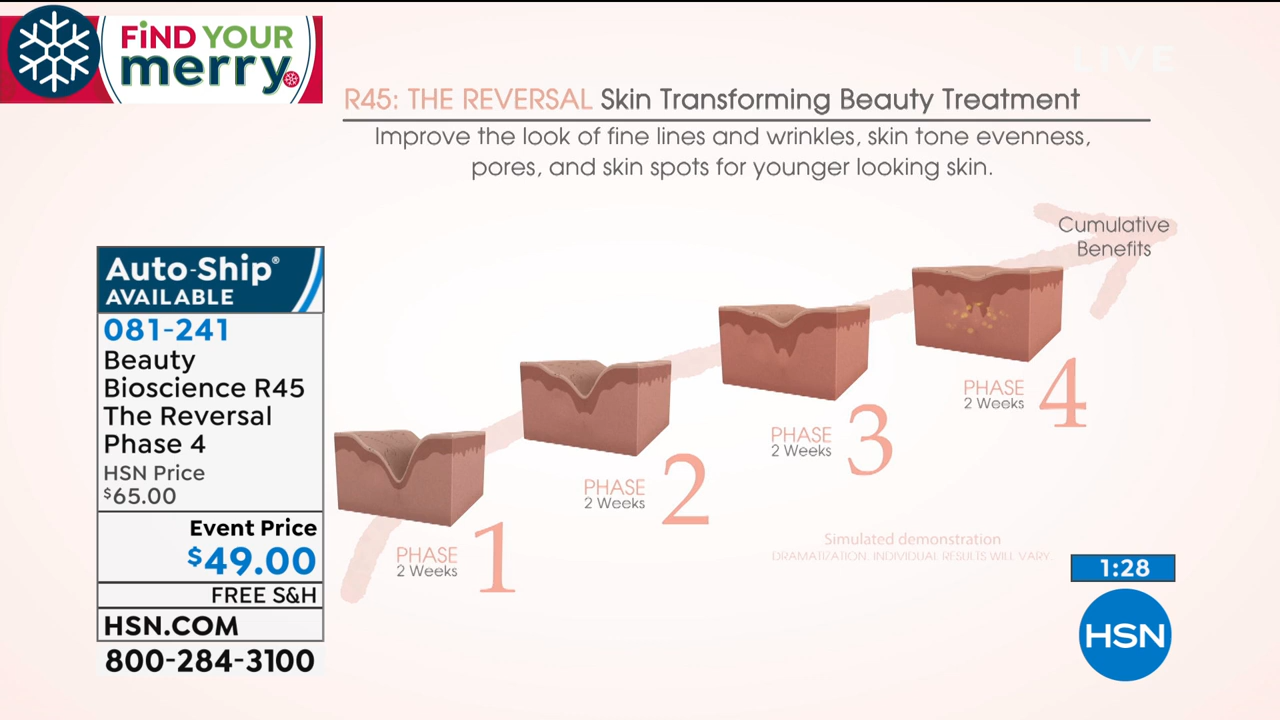 FiND YOUR
merry
LIVE
R45: THE REVERSAL Skin Transforming Beauty Treatment
Improve the look of fine lines and wrinkles, skin tone evenness,
pores, and skin spots for younger looking skin.
Cumulative
Benefits
Auto-Ship®
AVAILABLE
081-241
Beauty
Bioscience R45
The Reversal
Phase 4
HSN Price
$65.00
Event Price
$49.00
FREE S&H
HSN.COM
800-284-3100
PHASE
2 Weeks
1
PHASE
2 Weeks
2
PHASE
2 Weeks
3
PHASE
2 Weeks
4
Simulated demonstration
DRAMATIZATION. INDIVIDUAL RESULTS WILL VARY.
1:28
HSN